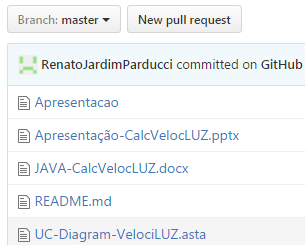 Branch: master New pull request
RenatoJardimParducci committed on GitHub
Apresentacao
Apresentação-CalcVelocLUZ.pptx
JAVA-CalcVelocLUZ.docx
README.md
UC-Diagram-VelociLUZ.asta